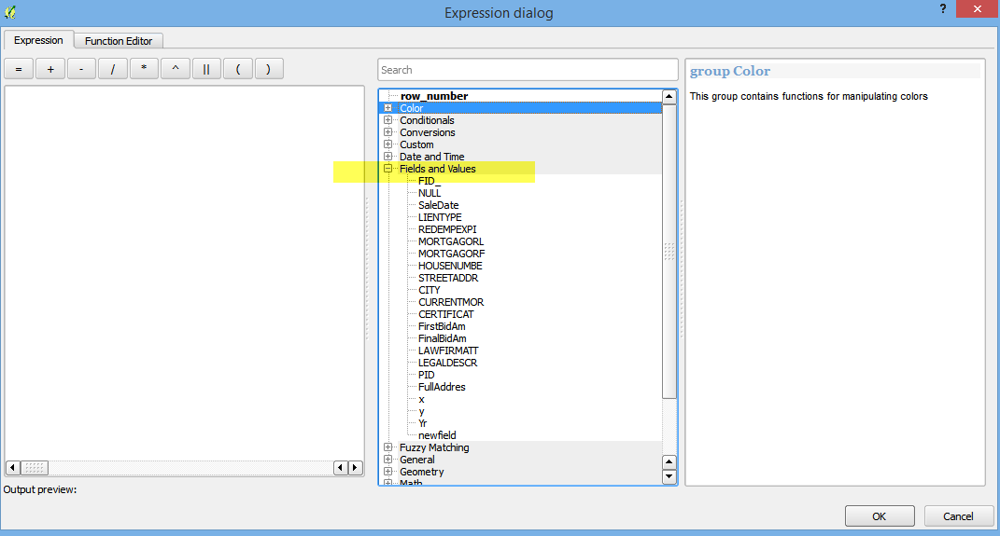 Expression dialog
?
Expression
Function Editor
= + - / * ^ || ( )
Search
row_number
Color
Conditionals
Conversions
Custom
Date and Time
Fields and Values
FID_
NULL
SaleDate
LIENTYPE
REDEMPEXPI
MORTGAGORL
MORTGAGORF
HOUSENUMBE
STREETADDR
CITY
CURRENTMOR
CERTIFICAT
FirstBidAm
FinalBidAm
LAWFIRMATT
LEGALDESCR
PID
FullAddres
x
y
Yr
newfield
Fuzzy Matching
General
Geometry
Math
group Color
This group contains functions for manipulating colors
Output preview:
OK
Cancel